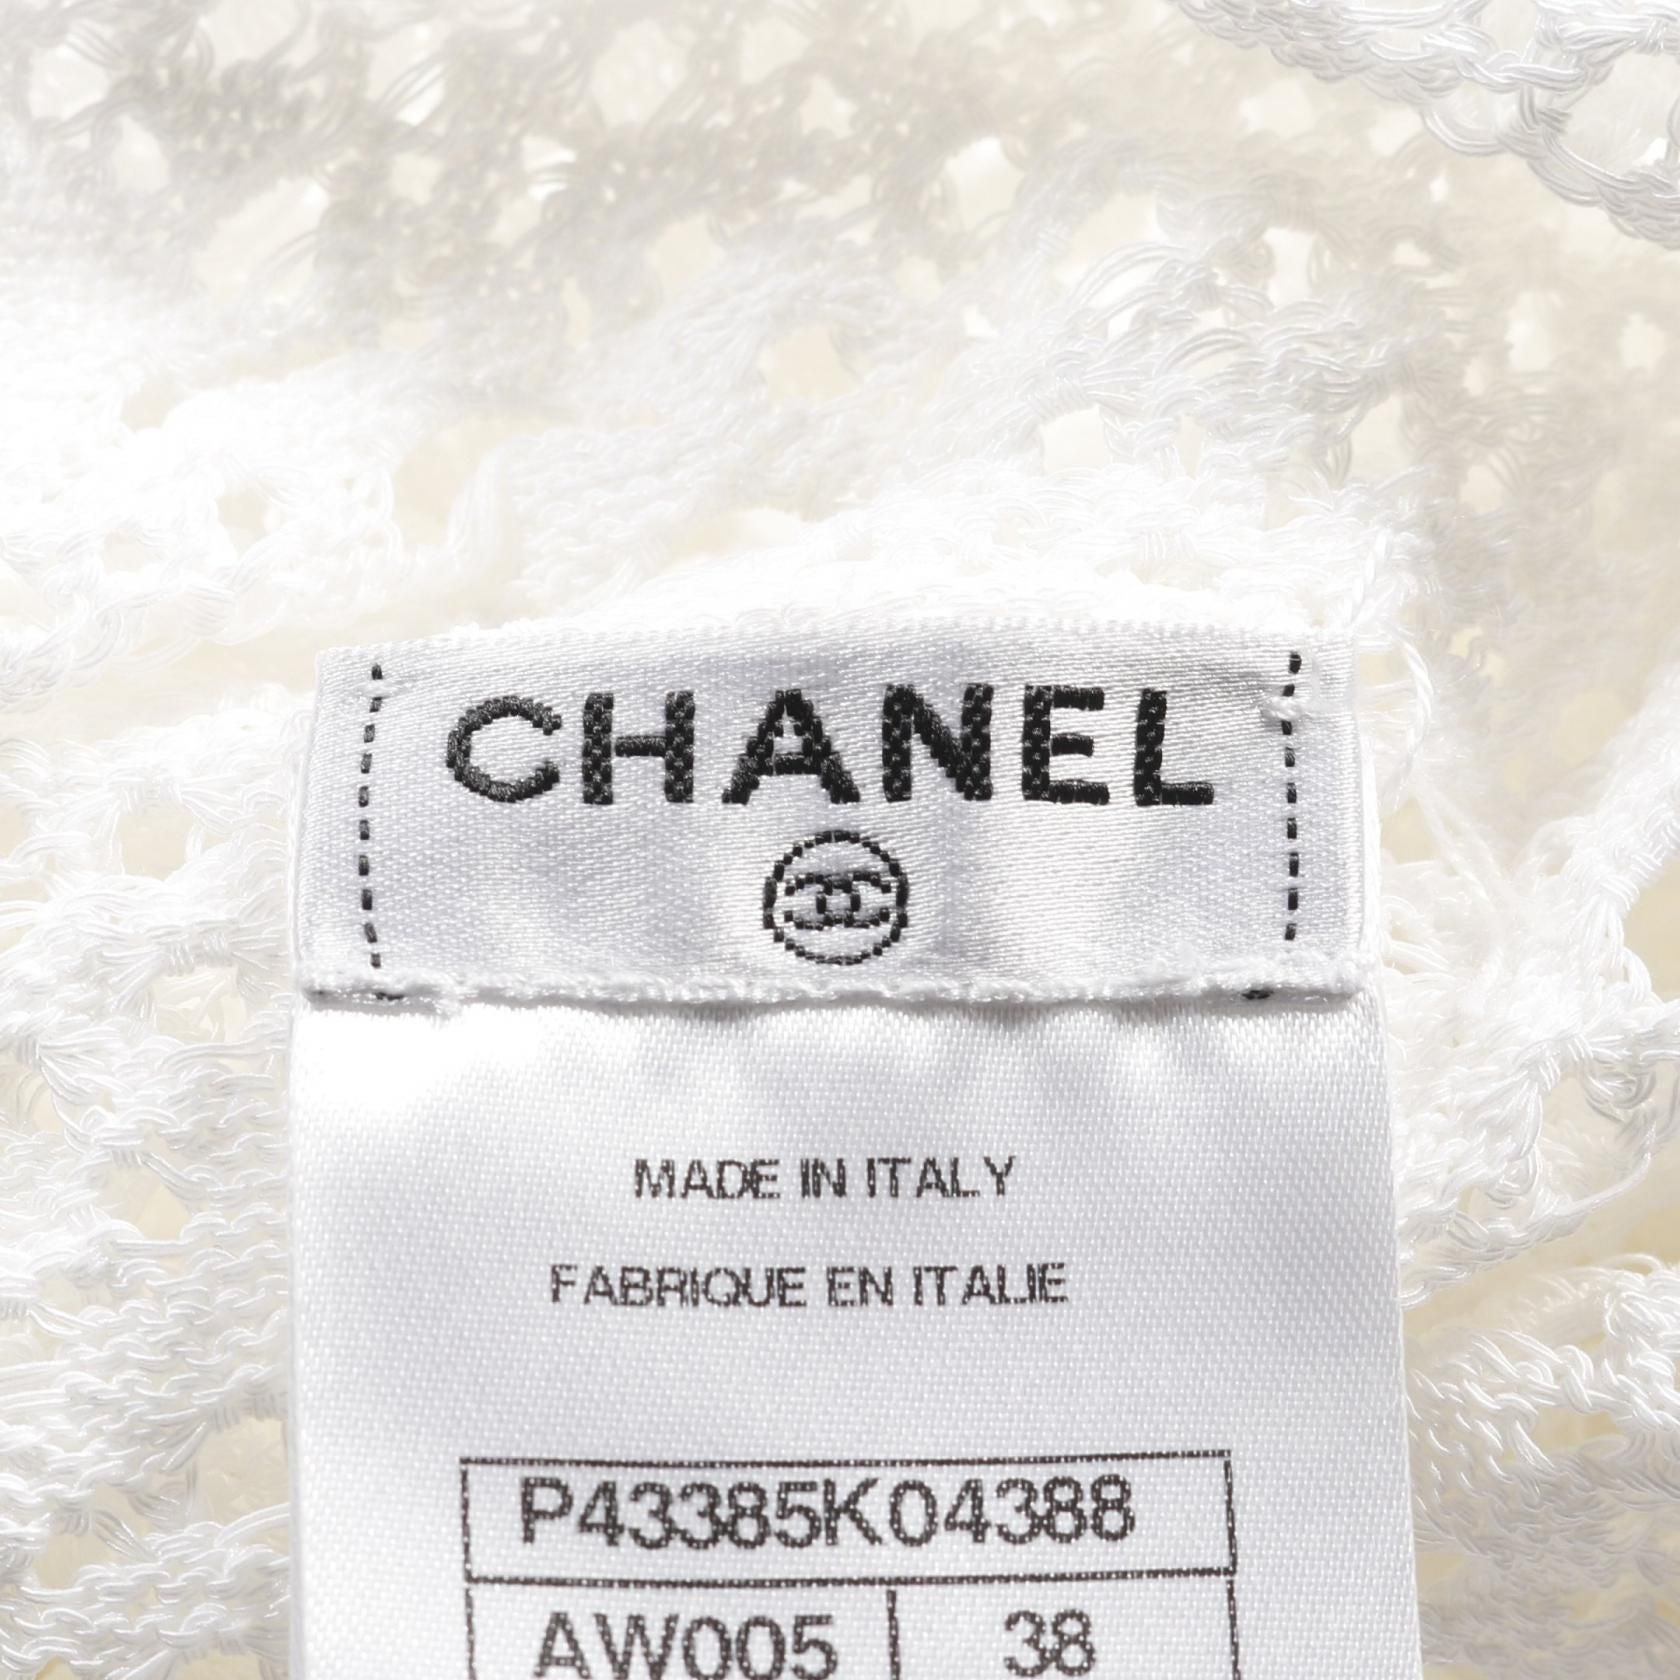 CHANEL
MADE IN ITALY
FABRIQUE EN ITALIE
P43385K04388
AW005 38